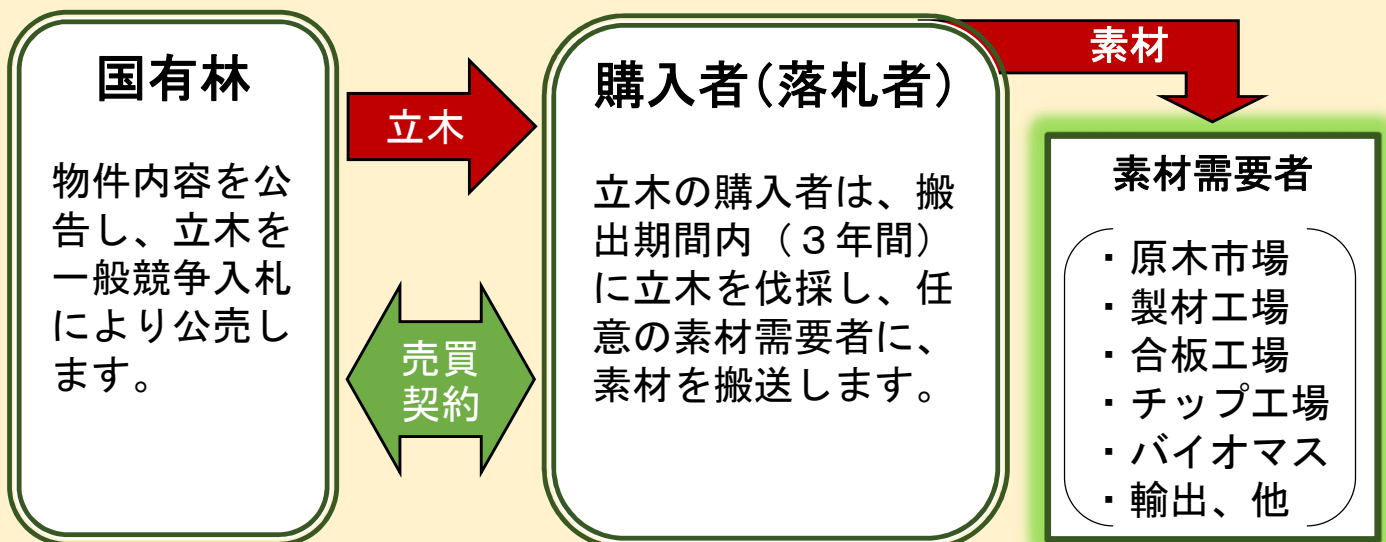 国有林
物件内容を公
告し、立木を
一般競争入札
により公売し
ます。
立木
売買
契約
購入者（落札者）
立木の購入者は、搬
出期間内（３年間）
に立木を伐採し、任
意の素材需要者に、
素材を搬送します。
素材
素材需要者
・原木市場
・製材工場
・合板工場
・チップ工場
・バイオマス
・輸出、他